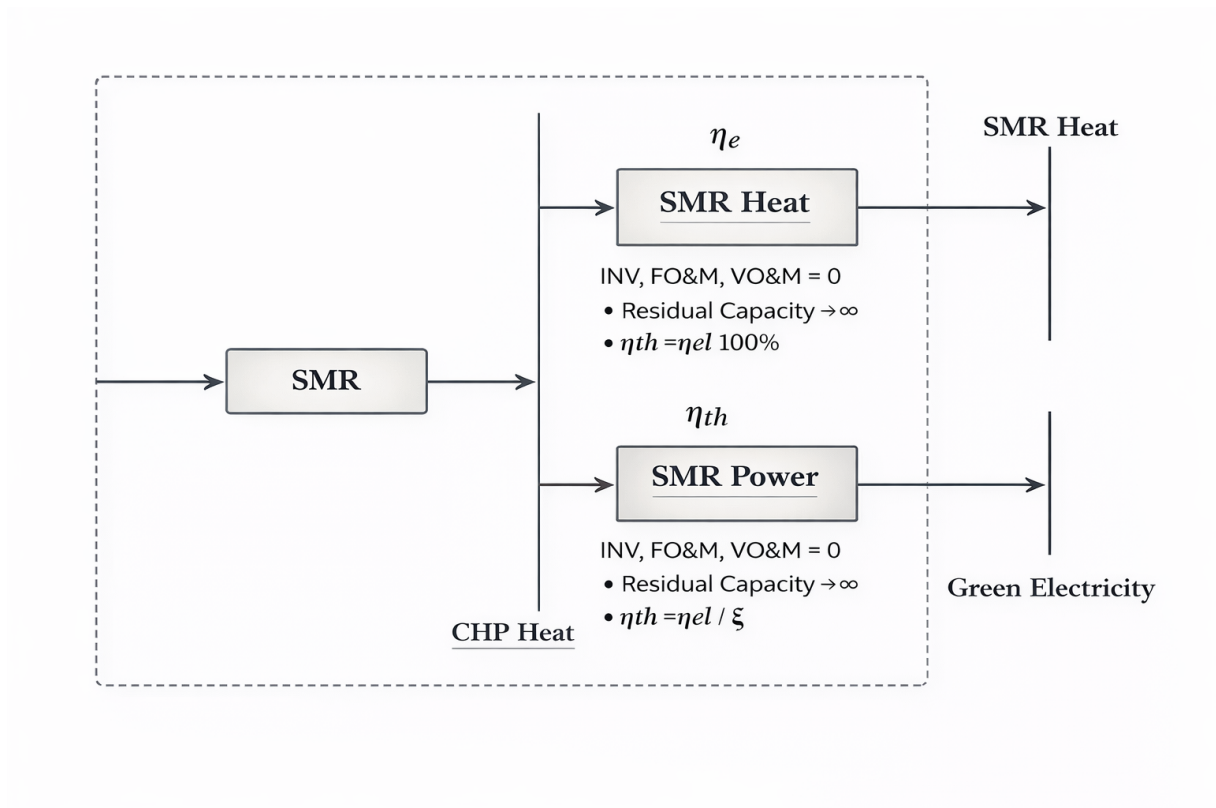 SMR Heat
ηe
SMR Heat
INV, FO&M, VO&M = 0
• Residual Capacity →∞
• ηth =ηel 100%
SMR
ηth
SMR Power
INV, FO&M, VO&M = 0
• Residual Capacity →∞
• ηth =ηel / ξ
Green Electricity
CHP Heat